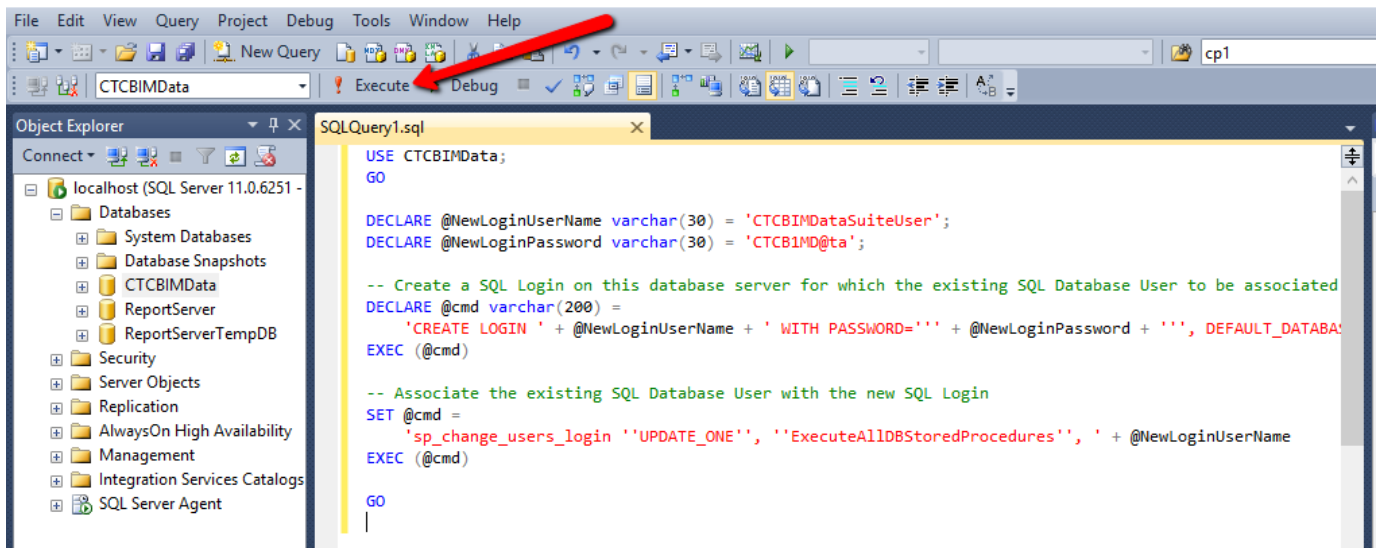 File Edit View Query Project Debug Tools Window Help
New Query cp1
CTCBIMData Execute Debug
Object Explorer
Connect
localhost (SQL Server 11.0.6251 -
Databases
System Databases
Database Snapshots
CTCBIMData
ReportServer
ReportServerTempDB
Security
Server Objects
Replication
AlwaysOn High Availability
Management
Integration Services Catalogs
SQL Server Agent
SQLQuery1.sql
USE CTCBIMData;
GO
DECLARE @NewLoginUserName varchar(30) = 'CTCBIMDataSuiteUser';
DECLARE @NewLoginPassword varchar(30) = 'CTCB1MD@ta';
-- Create a SQL Login on this database server for which the existing SQL Database User to be associated
DECLARE @cmd varchar(200) =
'CREATE LOGIN ' + @NewLoginUserName + ' WITH PASSWORD=''' + @NewLoginPassword + ''', DEFAULT_DATABAS
EXEC (@cmd)
-- Associate the existing SQL Database User with the new SQL Login
SET @cmd =
'sp_change_users_login ''UPDATE_ONE'', ''ExecuteAllDBStoredProcedures'', ' + @NewLoginUserName
EXEC (@cmd)
GO